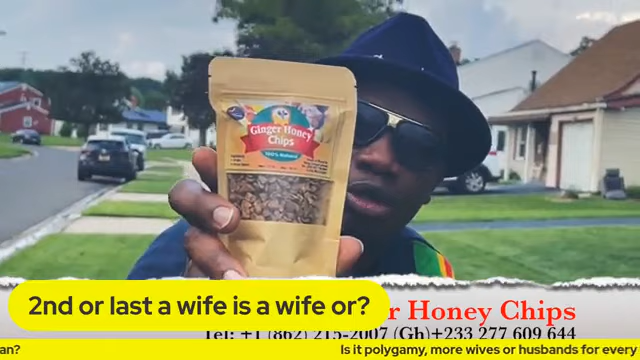 Ginger Honey
Chips
100% Natural
2nd or last a wife is a wife or?
r Honey Chips
Tel: +1 (862) 215-2007 (Gh)+233 277 609 644
an?
Is it polygamy, more wives or husbands for every